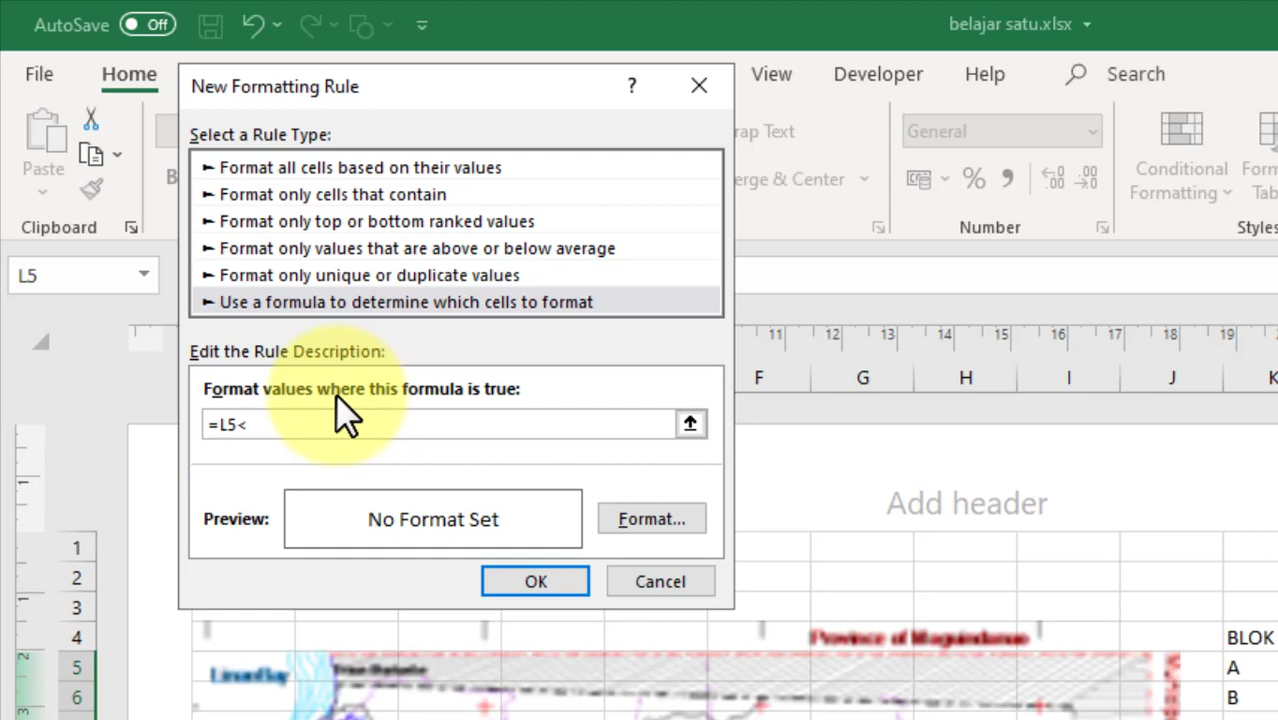 AutoSave Off belajar satu.xlsx
File Home View Developer Help Search
New Formatting Rule ?
Select a Rule Type:
► Format all cells based on their values
► Format only cells that contain
► Format only top or bottom ranked values
► Format only values that are above or below average
► Format only unique or duplicate values
► Use a formula to determine which cells to format
Edit the Rule Description:
Format values where this formula is true:
=L5<
Preview: No Format Set Format...
OK Cancel
Paste
Clipboard
B
rap Text
erge & Center
General
%
Number
Conditional
Formatting
Form
Tab
Styles
L5
11 12 13 14 15 16 17 18 19
F G H I J K
Add header
1
2
3
4 Province of Maguindanao BLOK
5 A
6 B